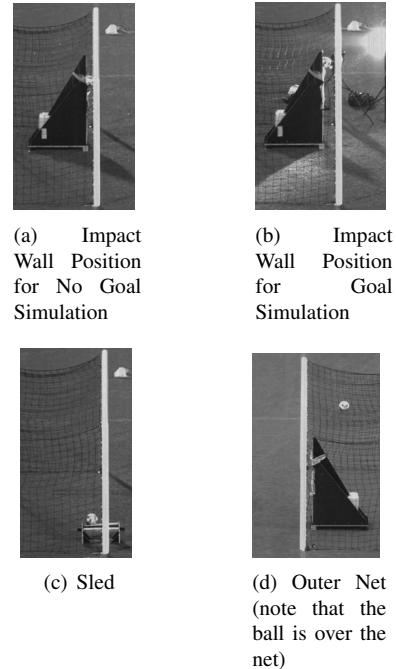 (a) Impact
Wall Position
for No Goal
Simulation
(b) Impact
Wall Position
for Goal
Simulation
(c) Sled
(d) Outer Net
(note that the
ball is over the
net)